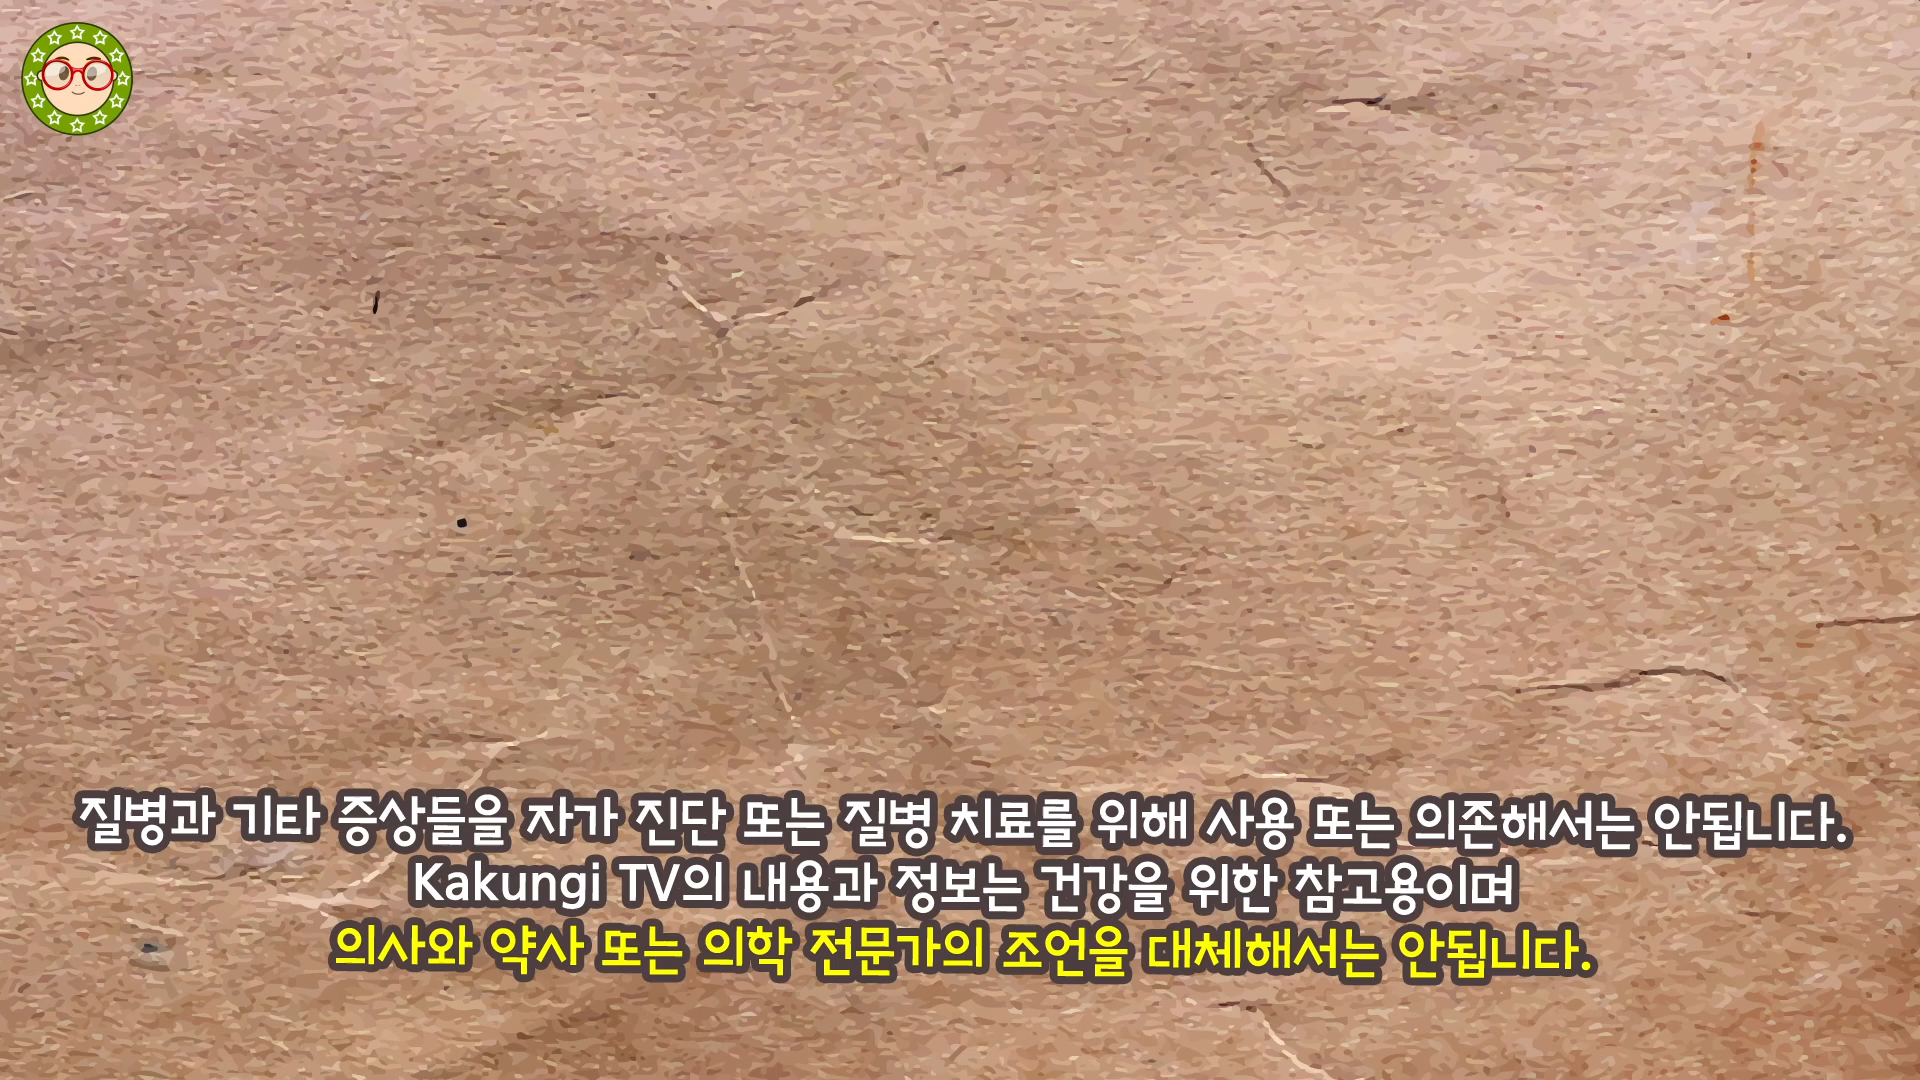 질병과 기타 증상들을 자가 진단 또는 질병 치료를 위해 사용 또는 의존해서는 안됩니다.
Kakungi TV의 내용과 정보는 건강을 위한 참고용이며
의사와 약사 또는 의학 전문가의 조언을 대체해서는 안됩니다.